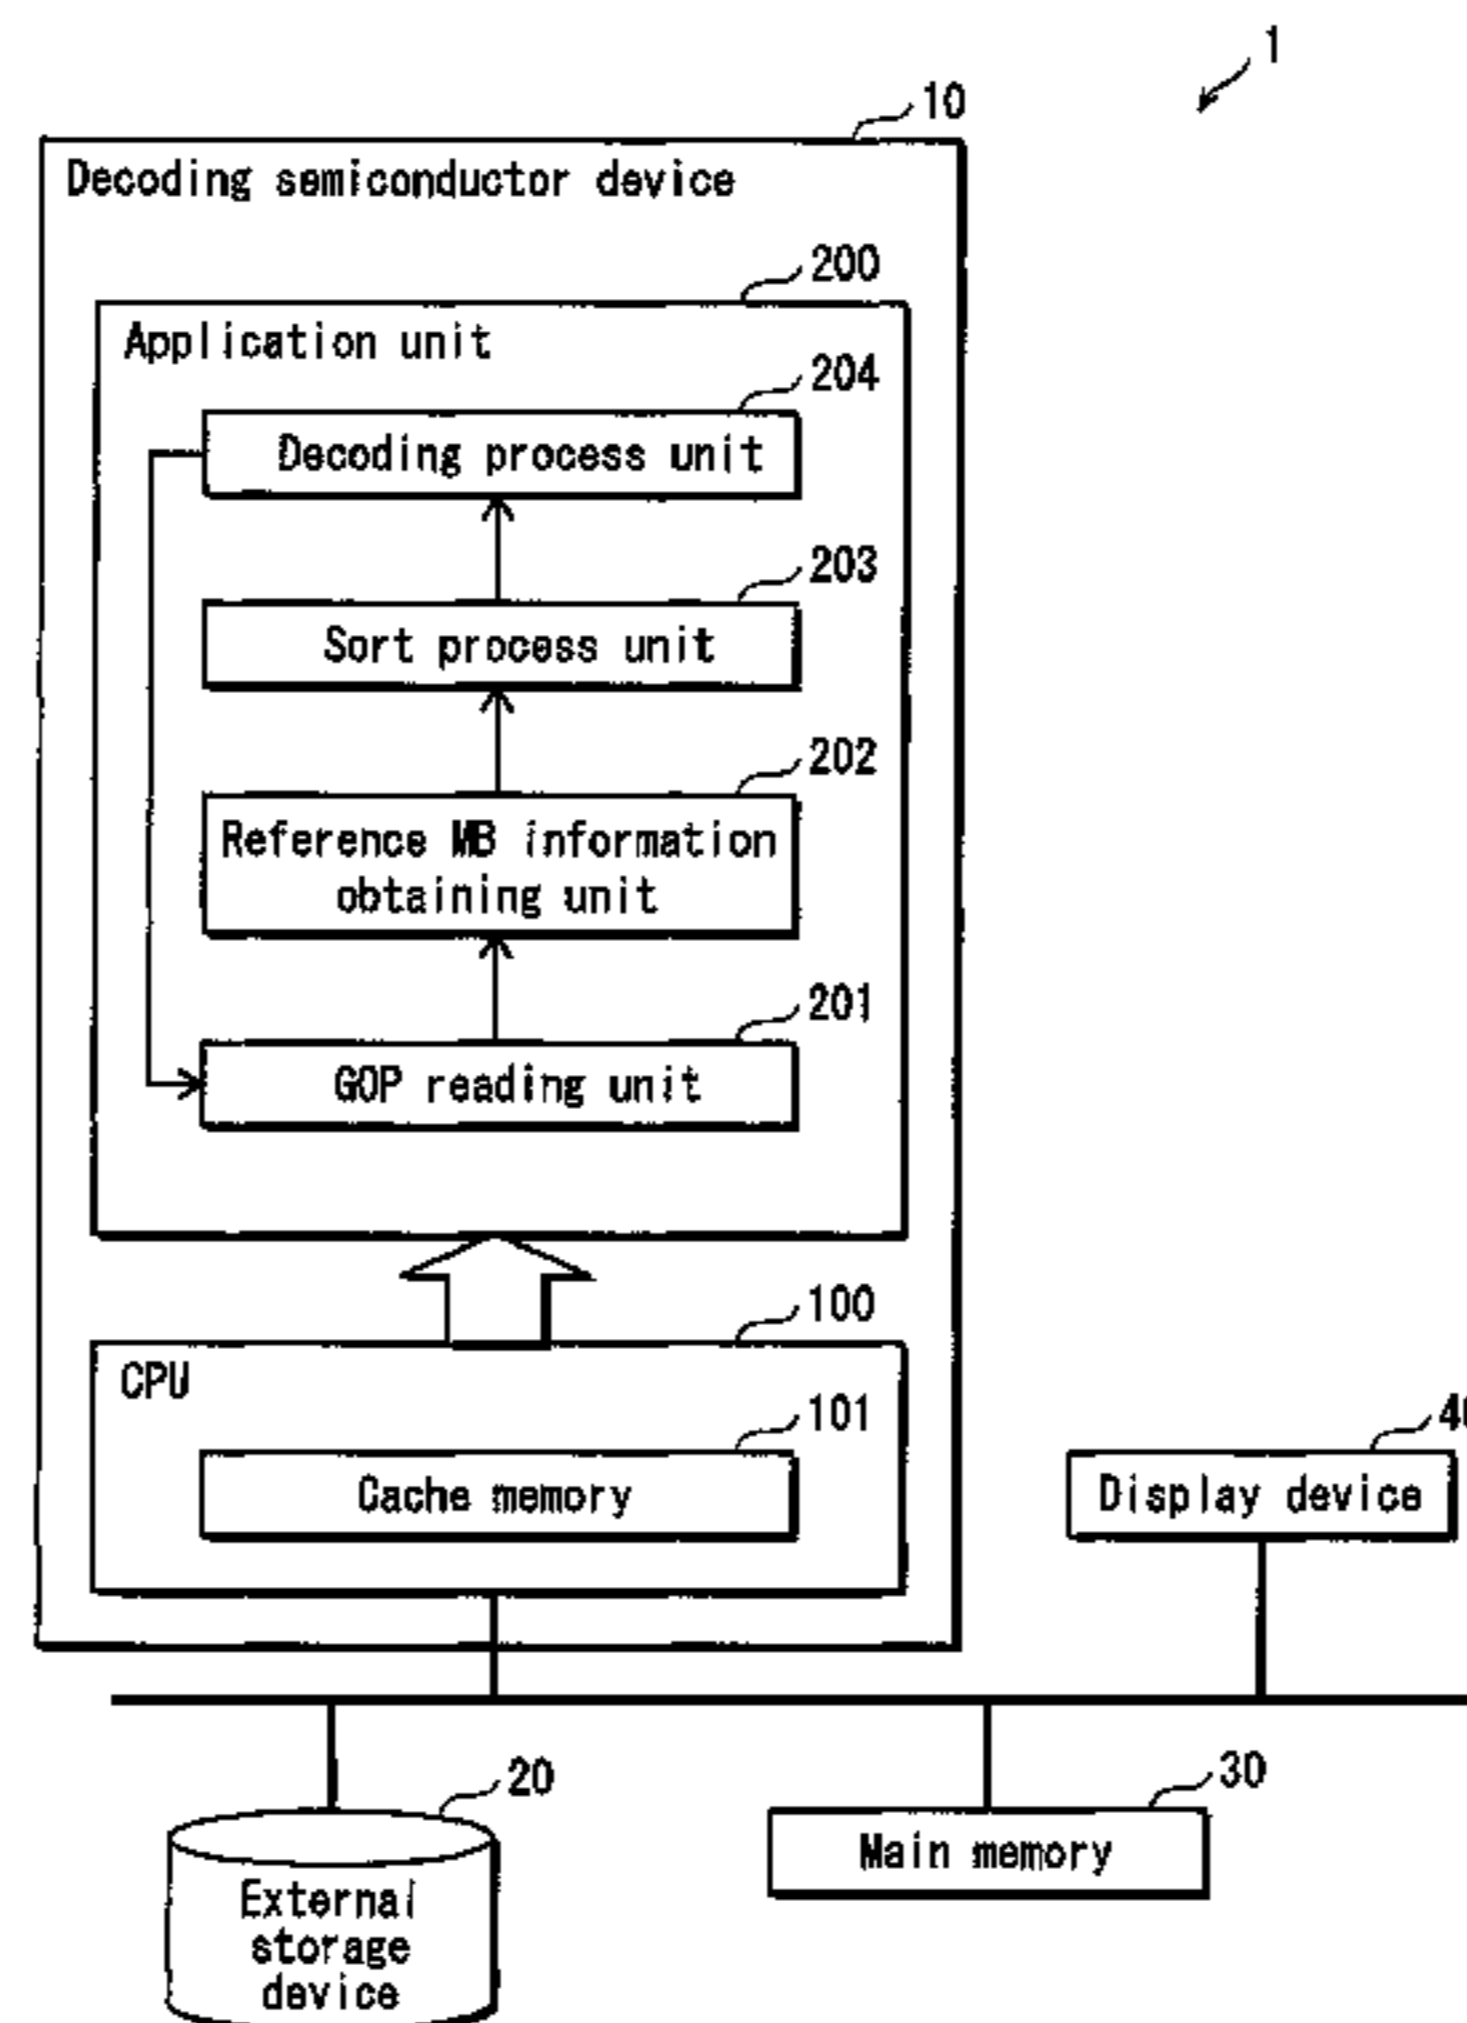 1
10
Decoding semiconductor device
200
Application unit
204
Decoding process unit
203
Sort process unit
202
Reference MB information
obtaining unit
201
GOP reading unit
100
CPU
101
Cache memory
40
Display device
20
External
storage
device
30
Main memory